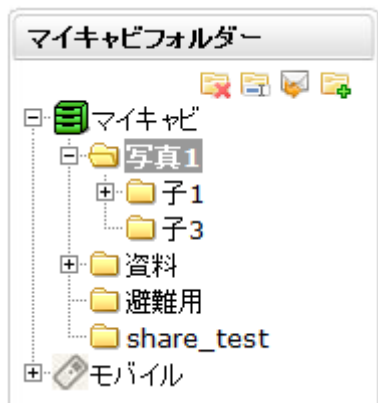 マイキャビフォルダー
マイキャビ
写真1
子1
子3
資料
避難用
share_test
モバイル